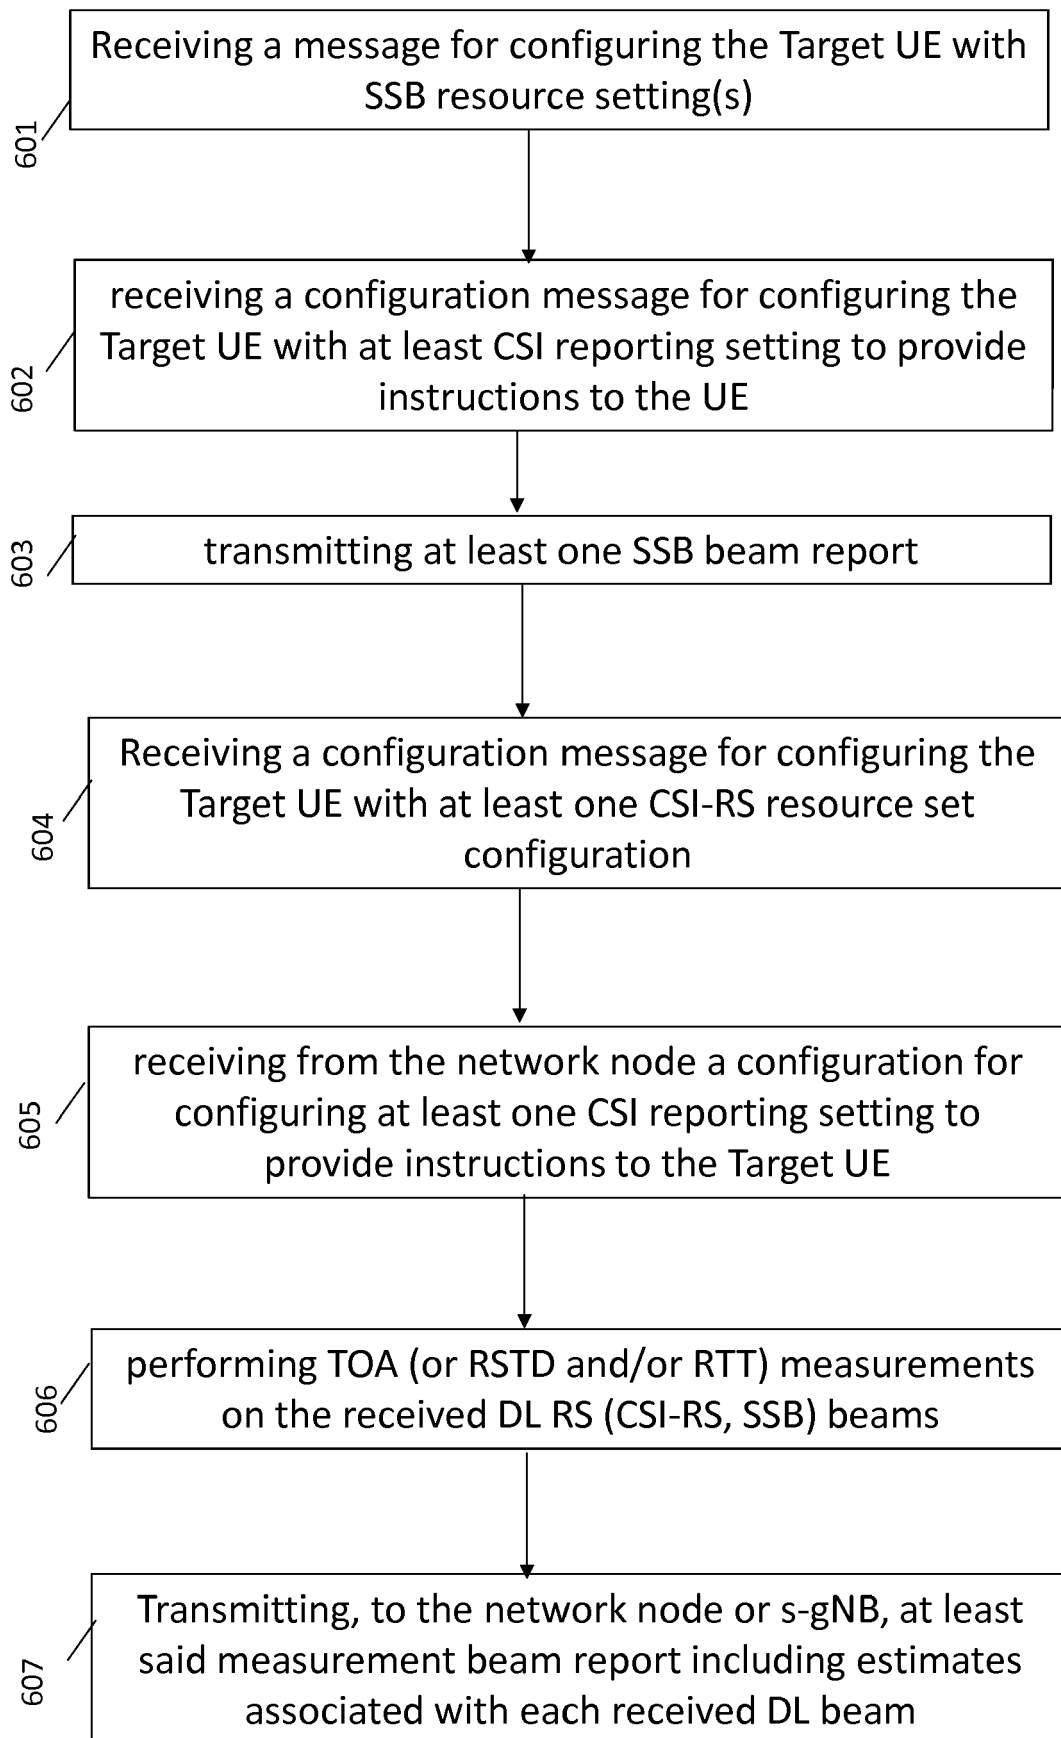 Receiving a message for configuring the Target UE with
SSB resource setting(s)
601
receiving a configuration message for configuring the
Target UE with at least CSI reporting setting to provide
instructions to the UE
602
transmitting at least one SSB beam report
603
Receiving a configuration message for configuring the
Target UE with at least one CSI-RS resource set
configuration
604
receiving from the network node a configuration for
configuring at least one CSI reporting setting to
provide instructions to the Target UE
605
performing TOA (or RSTD and/or RTT) measurements
on the received DL RS (CSI-RS, SSB) beams
606
Transmitting, to the network node or s-gNB, at least
said measurement beam report including estimates
associated with each received DL beam
607